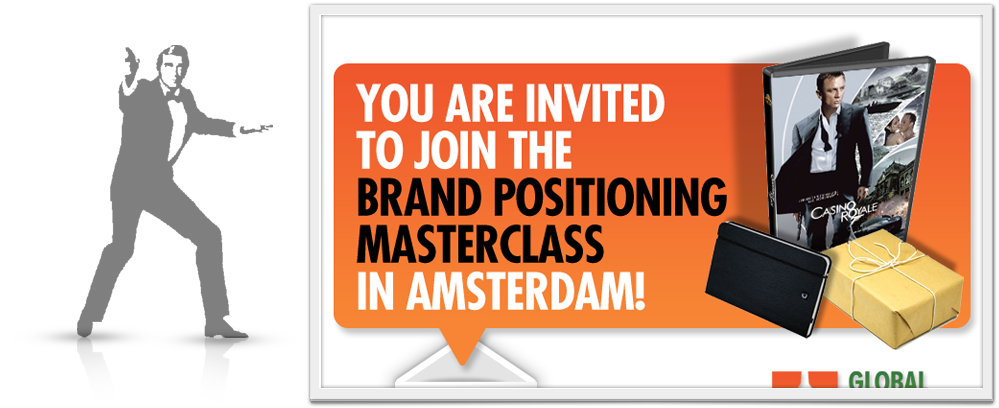 YOU ARE INVITED
TO JOIN THE
BRAND POSITIONING
MASTERCLASS
IN AMSTERDAM!
CASINO ROYALE
GLOBAL